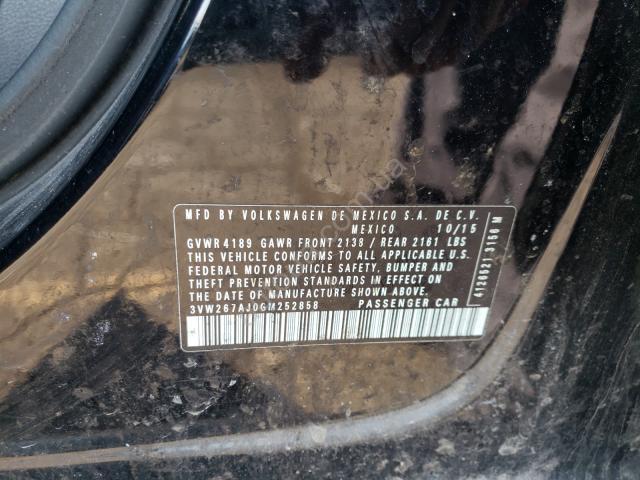 MFD BY VOLKSWAGEN DE MEXICO S.A. DE C.V.
MEXICO 10/15
GVWR 4189 GAWR FRONT 2138 / REAR 2161 LBS
THIS VEHICLE CONFORMS TO ALL APPLICABLE U.S.
FEDERAL MOTOR VEHICLE SAFETY, BUMPER AND
THEFT PREVENTION STANDARDS IN EFFECT ON
THE DATE OF MANUFACTURE SHOWN ABOVE.
3VW267AJ0GM252858 PASSENGER CAR